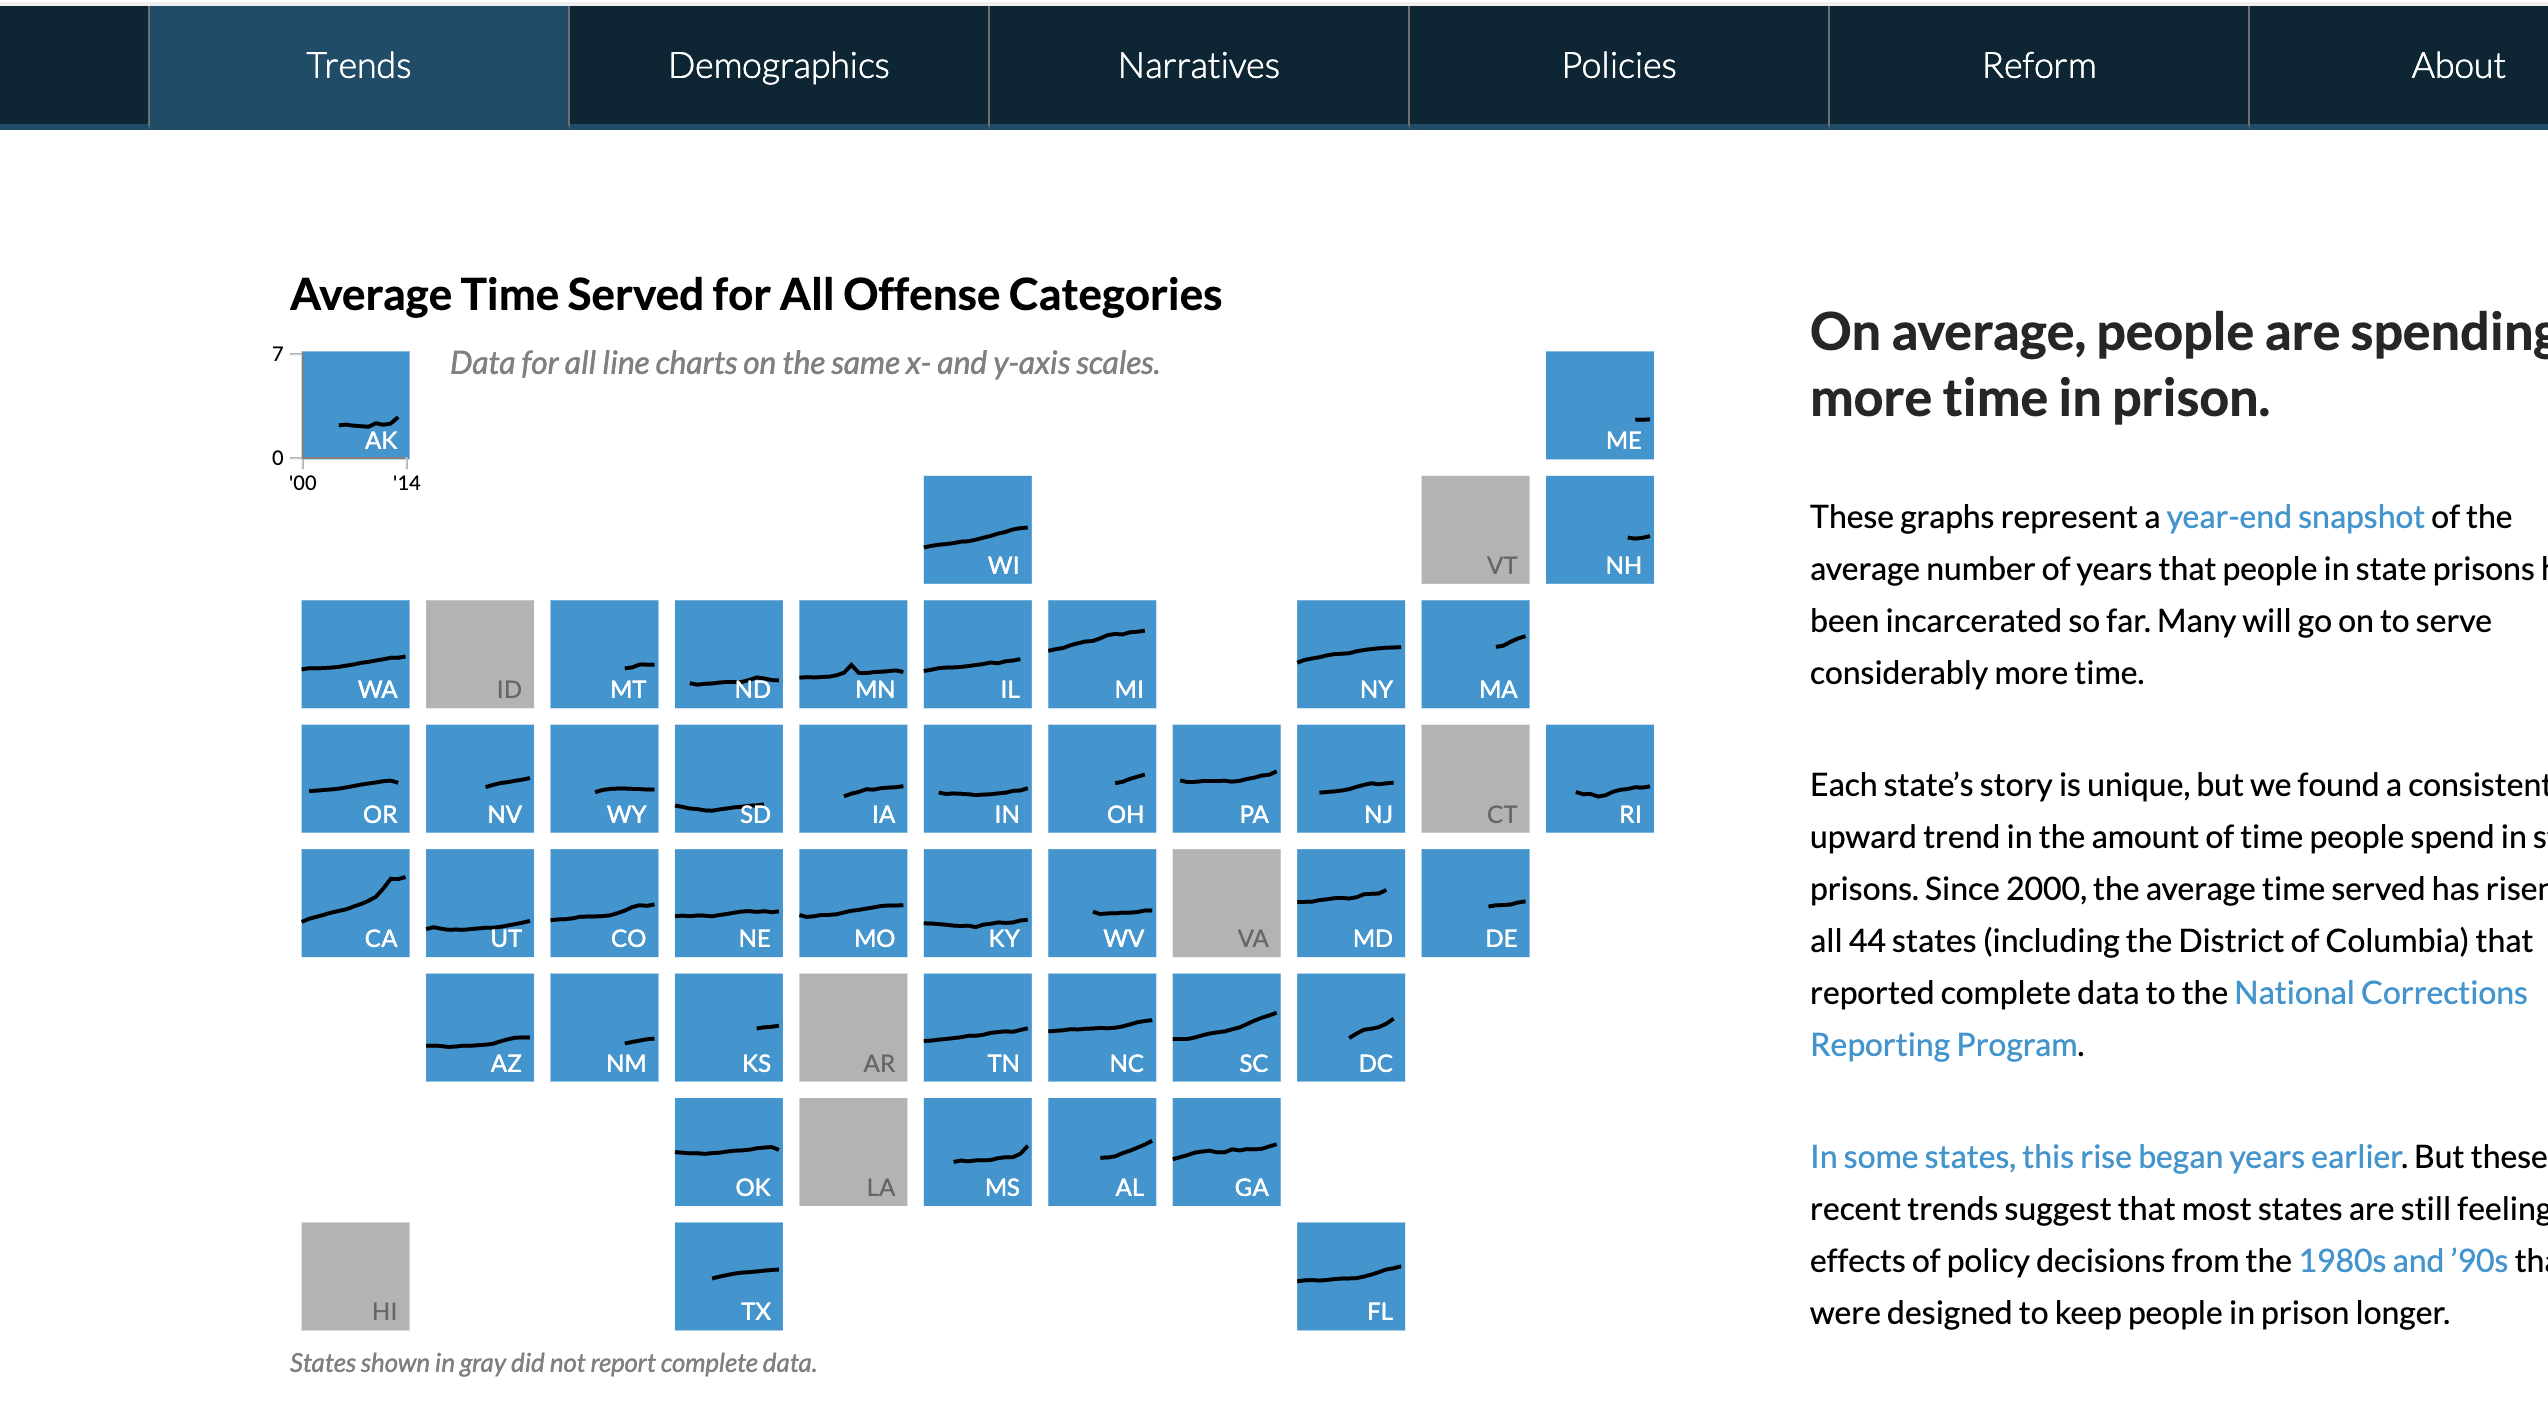 Trends
Demographics
Narratives
Policies
Reform
About
Average Time Served for All Offense Categories
Data for all line charts on the same x- and y-axis scales.
7
0
'00
'14
AK
ME
WI
VT
NH
WA
ID
MT
ND
MN
IL
MI
NY
MA
OR
NV
WY
SD
IA
IN
OH
PA
NJ
CT
RI
CA
UT
CO
NE
MO
KY
WV
VA
MD
DE
AZ
NM
KS
AR
TN
NC
SC
DC
OK
LA
MS
AL
GA
HI
TX
FL
States shown in gray did not report complete data.
On average, people are spending
more time in prison.
These graphs represent a year-end snapshot of the
average number of years that people in state prisons
been incarcerated so far. Many will go on to serve
considerably more time.
Each state’s story is unique, but we found a consistent
upward trend in the amount of time people spend in
prisons. Since 2000, the average time served has risen
all 44 states (including the District of Columbia) that
reported complete data to the National Corrections
Reporting Program.
In some states, this rise began years earlier. But these
recent trends suggest that most states are still feeling
effects of policy decisions from the 1980s and ’90s
were designed to keep people in prison longer.